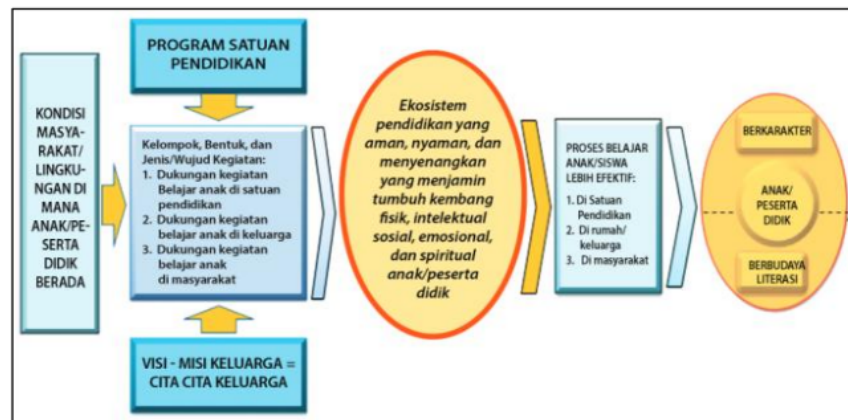 PROGRAM SATUAN
PENDIDIKAN
KONDISI
MASYA-
RAKAT/
LINGKU-
NGAN DI
MANA
ANAK/PE-
SERTA
DIDIK
BERADA
Kelompok, Bentuk, dan
Jenis/Wujud Kegiatan:
1. Dukungan kegiatan
Belajar anak di satuan
pendidikan
2. Dukungan kegiatan
belajar anak di keluarga
3. Dukungan kegiatan
belajar anak
di masyarakat
VISI - MISI KELUARGA =
CITA CITA KELUARGA
Ekosistem
pendidikan yang
aman, nyaman, dan
menyenangkan
yang menjamin
tumbuh kembang
fisik, intelektual
sosial, emosional,
dan spiritual
anak/peserta
didik
PROSES BELAJAR
ANAK/SISWA
LEBIH EFEKTIF:
1. Di Satuan
Pendidikan
2. Di rumah/
keluarga
3. Di masyarakat
BERKARAKTER
ANAK/
PESERTA
DIDIK
BERBUDAYA
LITERASI